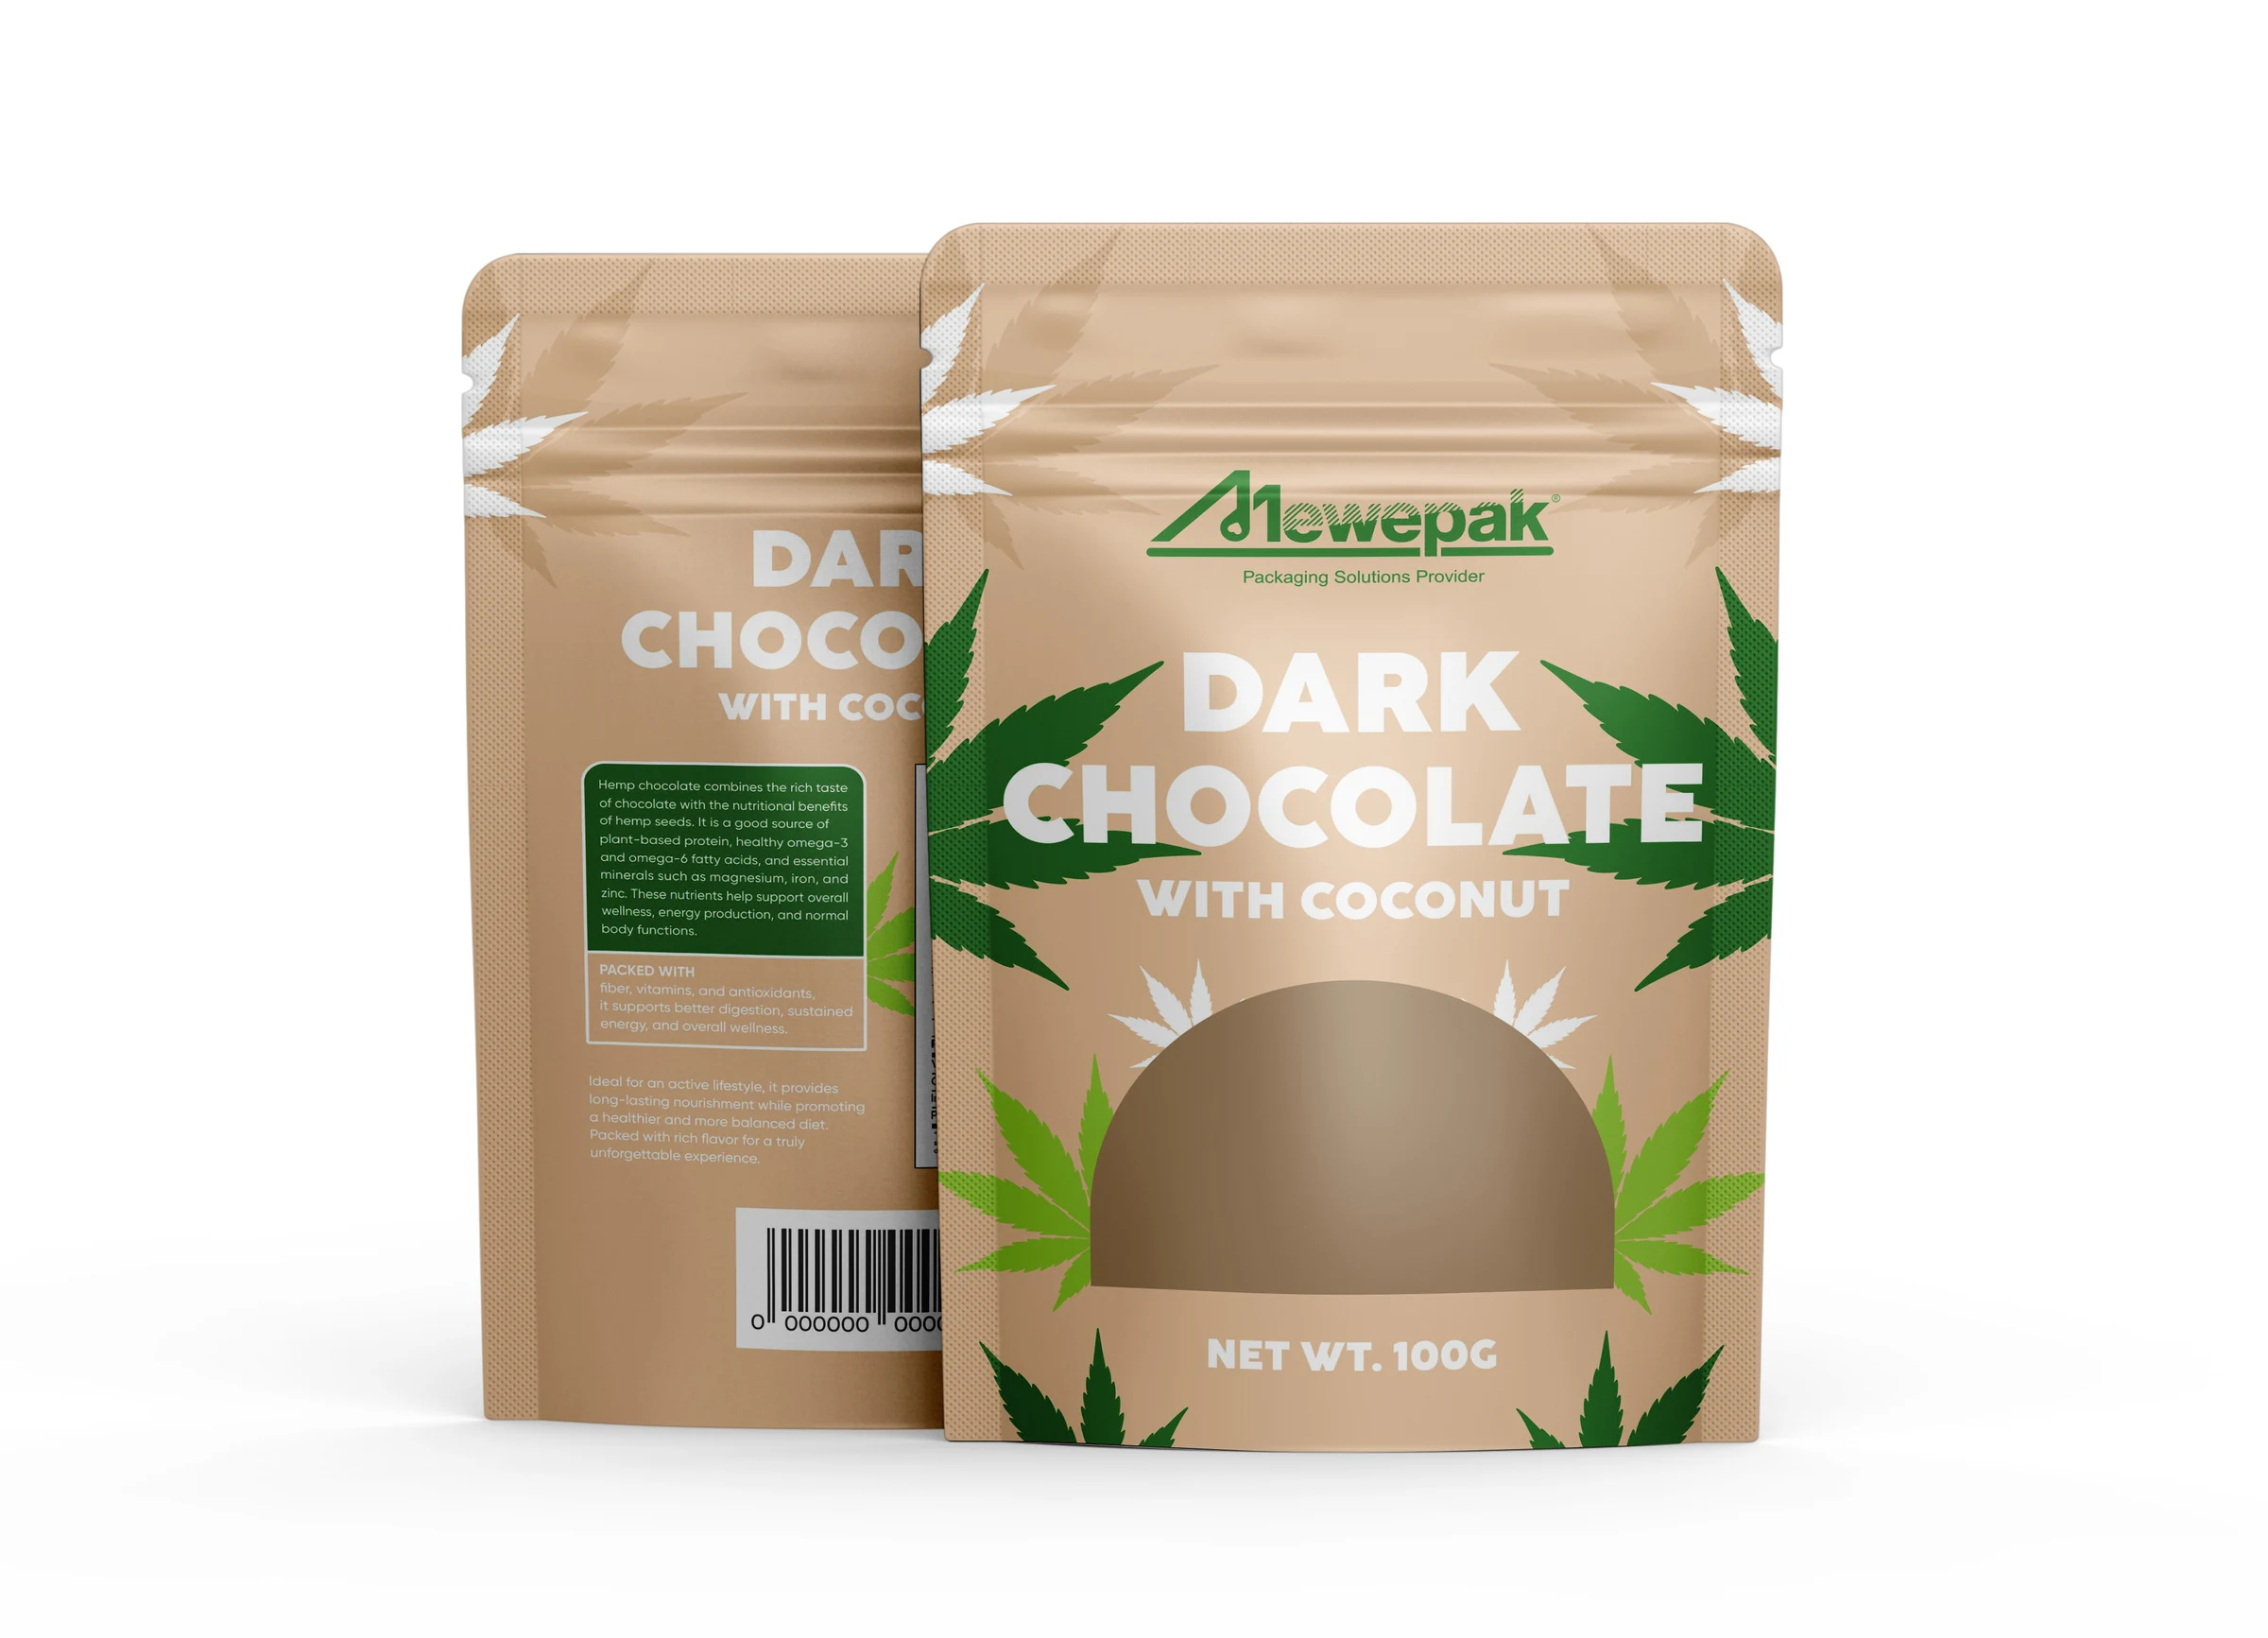 DAR
CHOCO
WITH COC
Hemp chocolate combines the rich taste
of chocolate with the nutritional benefits
of hemp seeds. It is a good source of
plant-based protein, healthy omega-3
and omega-6 fatty acids, and essential
minerals such as magnesium, iron, and
zinc. These nutrients help support overall
wellness, energy production, and normal
body functions.
PACKED WITH
fiber, vitamins, and antioxidants,
it supports better digestion, sustained
energy, and overall wellness.
Ideal for an active lifestyle, it provides
long-lasting nourishment while promoting
a healthier and more balanced diet.
Packed with rich flavor for a truly
unforgettable experience.
0 000000 000
Mewepak®
Packaging Solutions Provider
DARK
CHOCOLATE
WITH COCONUT
NET WT. 100G